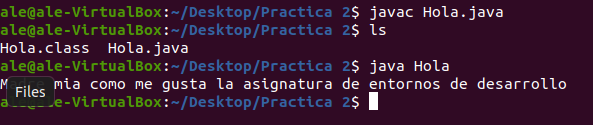 ale@ale-VirtualBox:~/Desktop/Practica 2$ javac Hola.java
ale@ale-VirtualBox:~/Desktop/Practica 2$ ls
Hola.class  Hola.java
ale@ale-VirtualBox:~/Desktop/Practica 2$ java Hola
mia como me gusta la asignatura de entornos de desarrollo
Files
ale@ale-VirtualBox:~/Desktop/Practica 2$